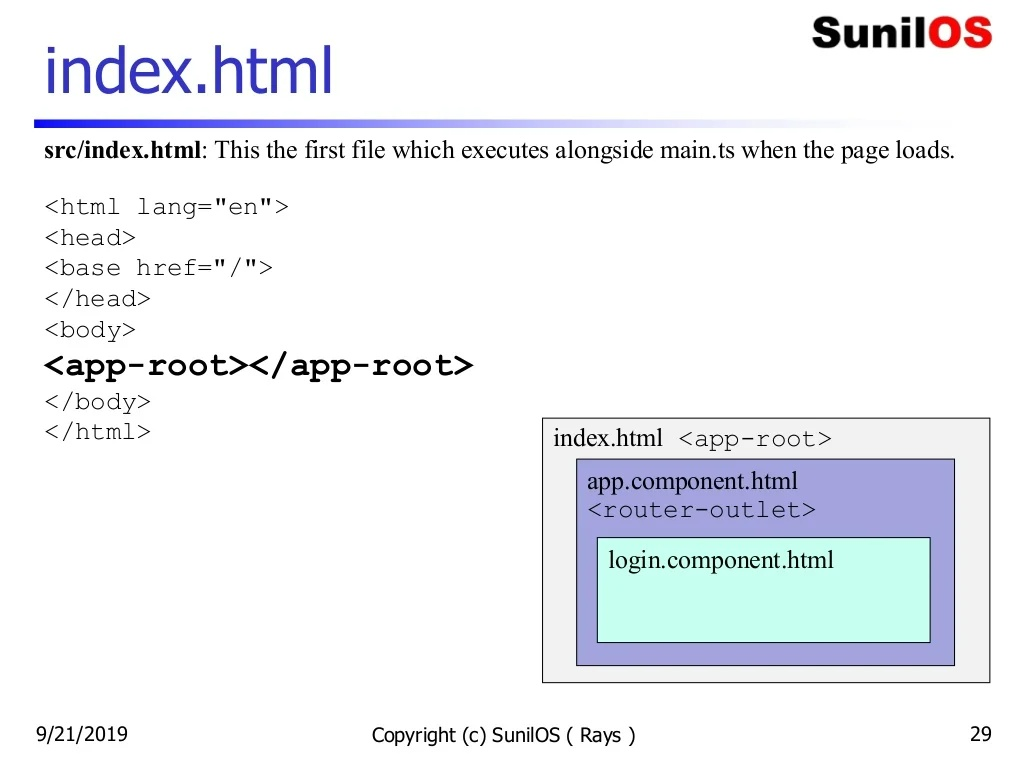 SunilOS
index.html
src/index.html: This the first file which executes alongside main.ts when the page loads.
<html lang="en">
<head>
<base href="/">
</head>
<body>
<app-root></app-root>
</body>
</html>
index.html <app-root>
app.component.html
<router-outlet>
login.component.html
9/21/2019
Copyright (c) SunilOS ( Rays )
29